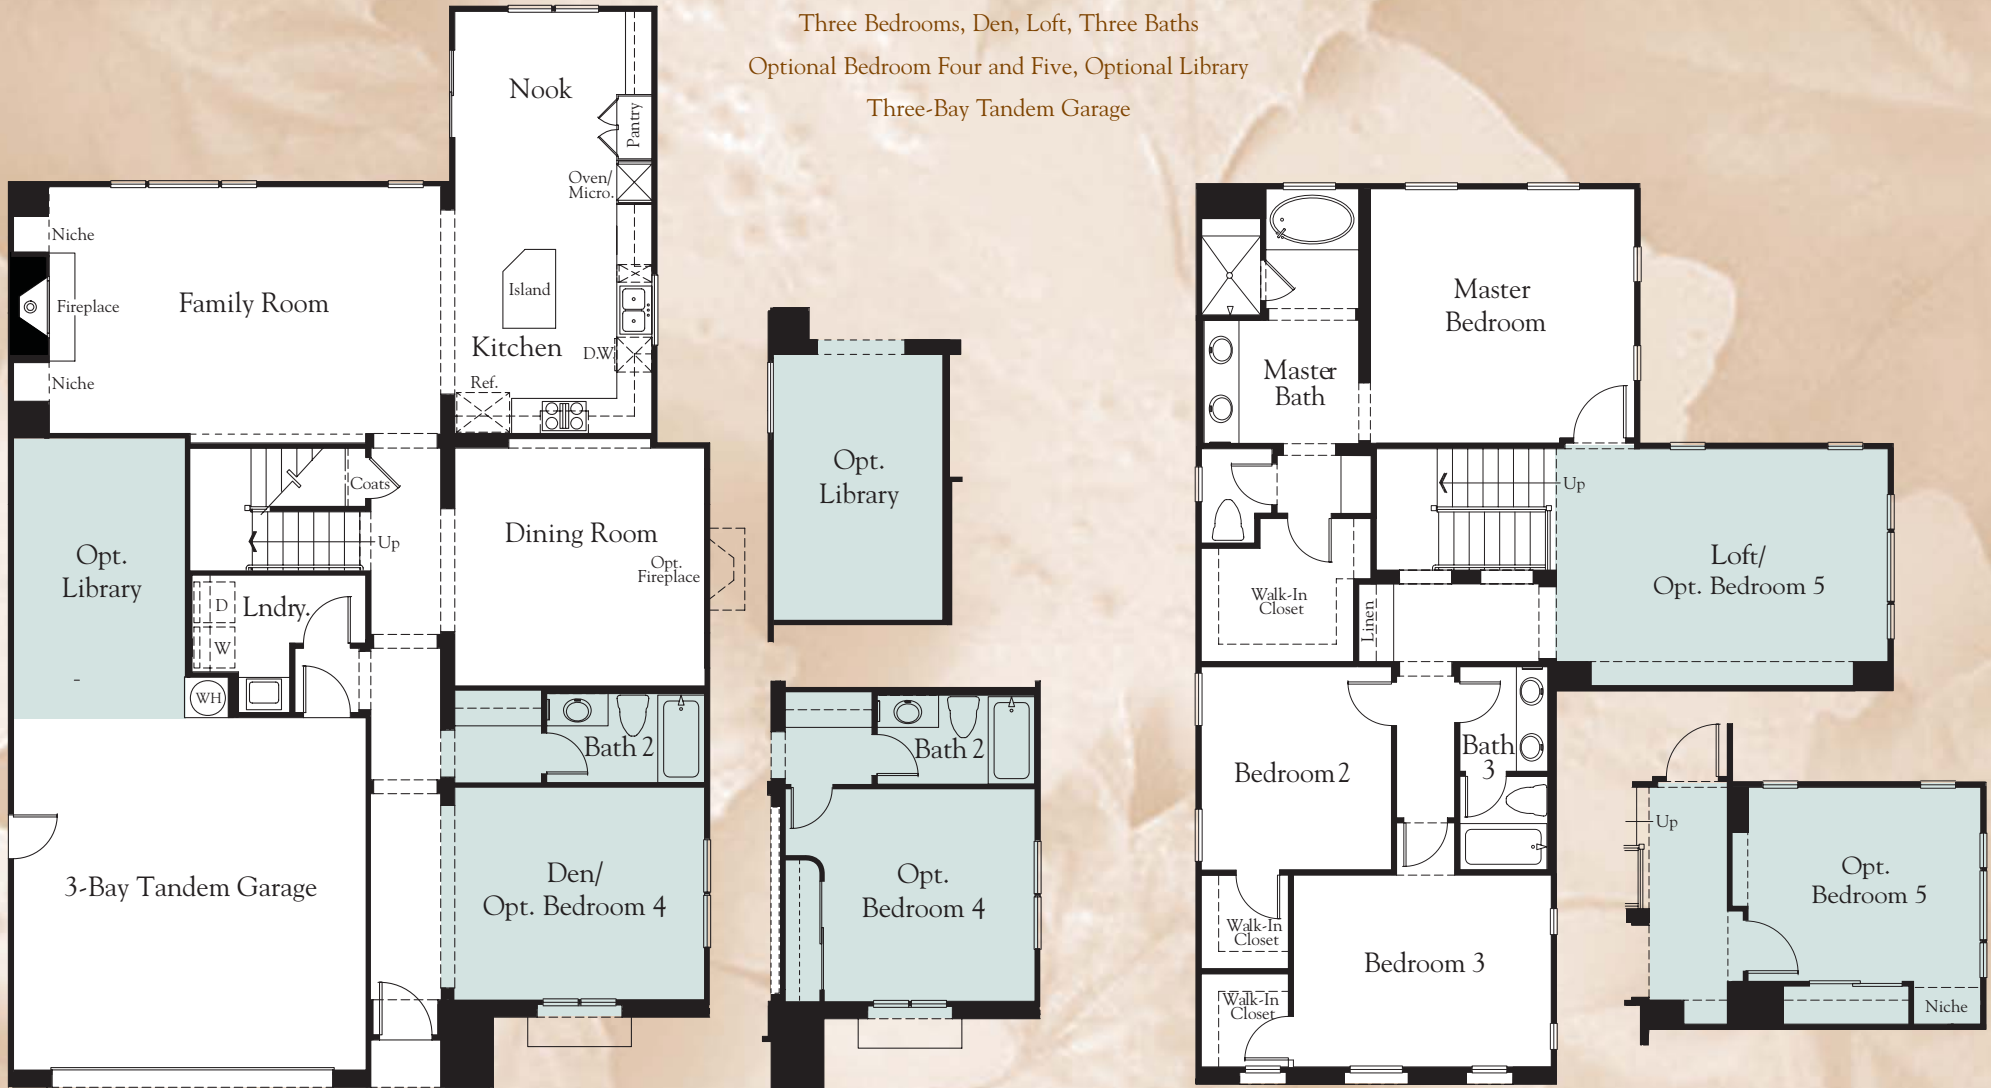 Three Bedrooms, Den, Loft, Three Baths
Optional Bedroom Four and Five, Optional Library
Three-Bay Tandem Garage
Nook
Pantry
Oven/
Micro.
Niche
Fireplace
Family Room
Island
Kitchen
D.W.
Niche
Ref.
Coats
Up
Dining Room
Opt.
Fireplace
Opt.
Library
D
Lndry.
W
WH
Bath 2
Den/
Opt. Bedroom 4
3-Bay Tandem Garage
Opt.
Library
Bath 2
Opt.
Bedroom 4
Master
Bedroom
Master
Bath
Up
Loft/
Opt. Bedroom 5
Walk-In
Closet
Linen
Bedroom 2
Bath
3
Walk-In
Closet
Bedroom 3
Walk-In
Closet
Up
Opt.
Bedroom 5
Niche